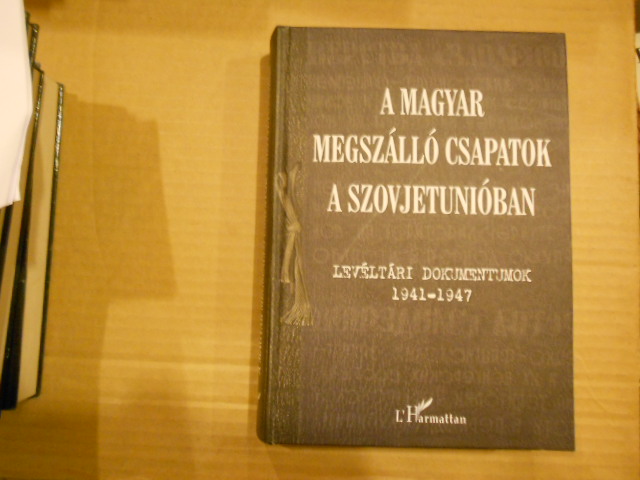 A MAGYAR
MEGSZÁLLÓ CSAPATOK
A SZOVJETUNIÓBAN
LEVÉLTÁRI DOKUMENTUMOK
1941-1947
L'Harmattan